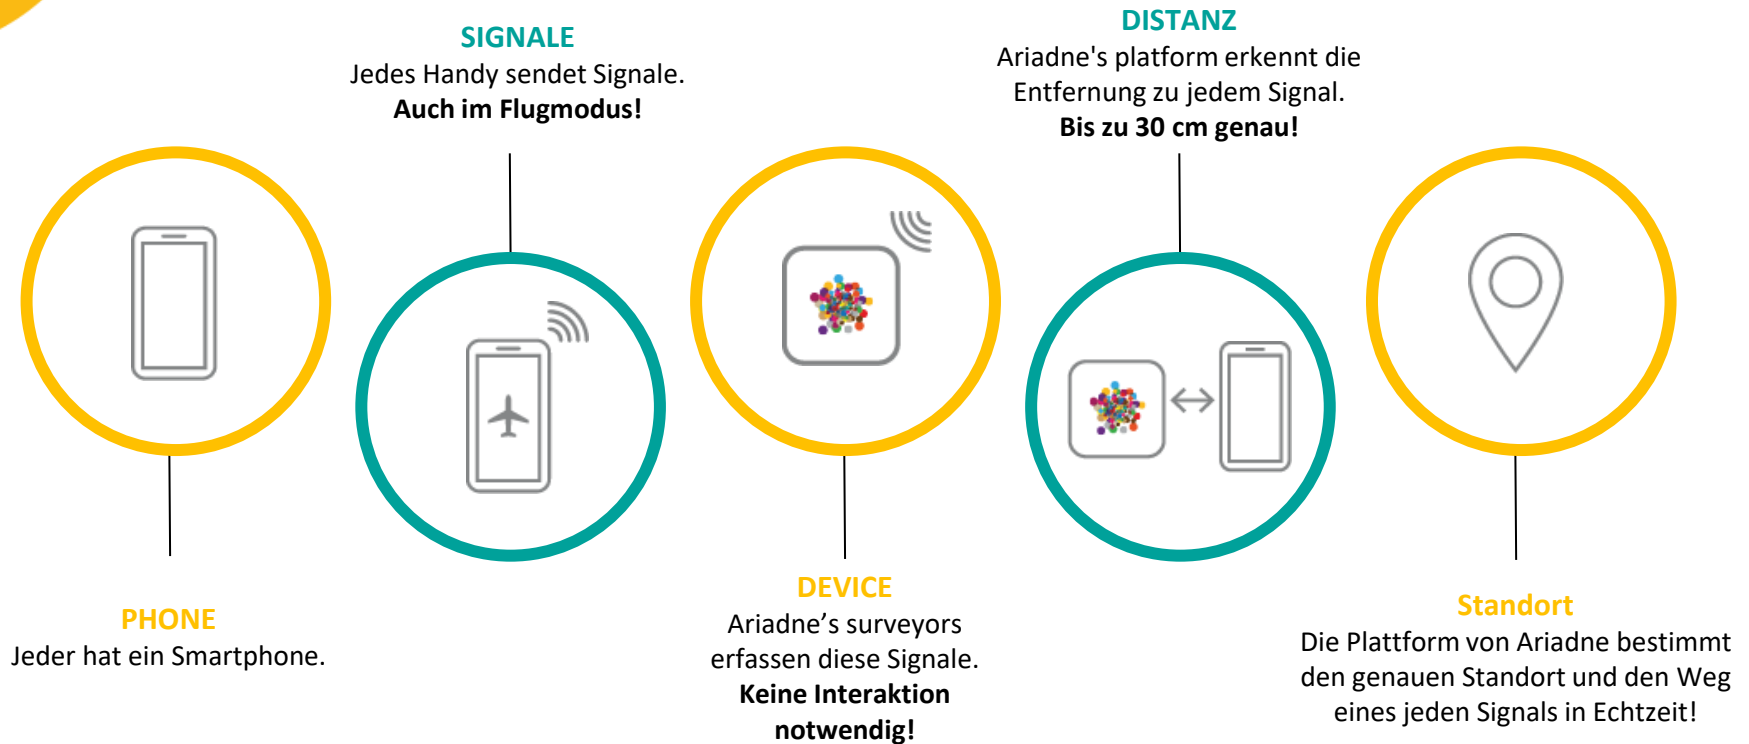 SIGNALE
Jedes Handy sendet Signale.
Auch im Flugmodus!
DISTANZ
Ariadne's platform erkennt die
Entfernung zu jedem Signal.
Bis zu 30 cm genau!
PHONE
Jeder hat ein Smartphone.
DEVICE
Ariadne’s surveyors
erfassen diese Signale.
Keine Interaktion
notwendig!
Standort
Die Plattform von Ariadne bestimmt
den genauen Standort und den Weg
eines jeden Signals in Echtzeit!